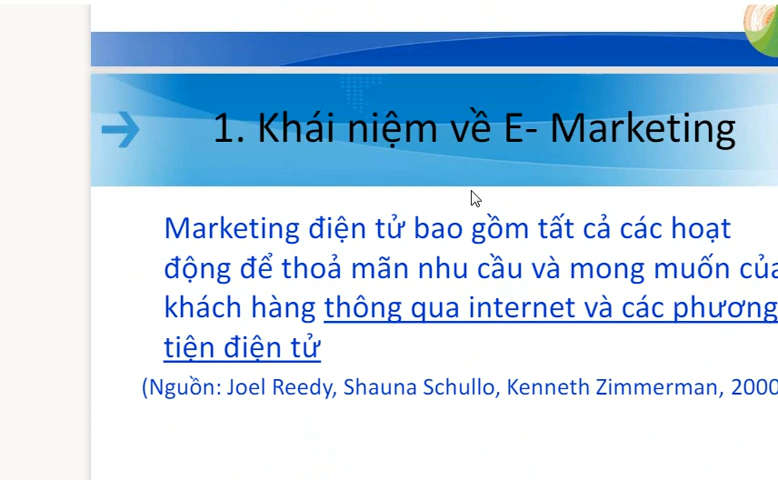 1. Khái niệm về E- Marketing
Marketing điện tử bao gồm tất cả các hoạt
động để thoả mãn nhu cầu và mong muốn của
khách hàng thông qua internet và các phương
tiện điện tử
(Nguồn: Joel Reedy, Shauna Schullo, Kenneth Zimmerman, 2000